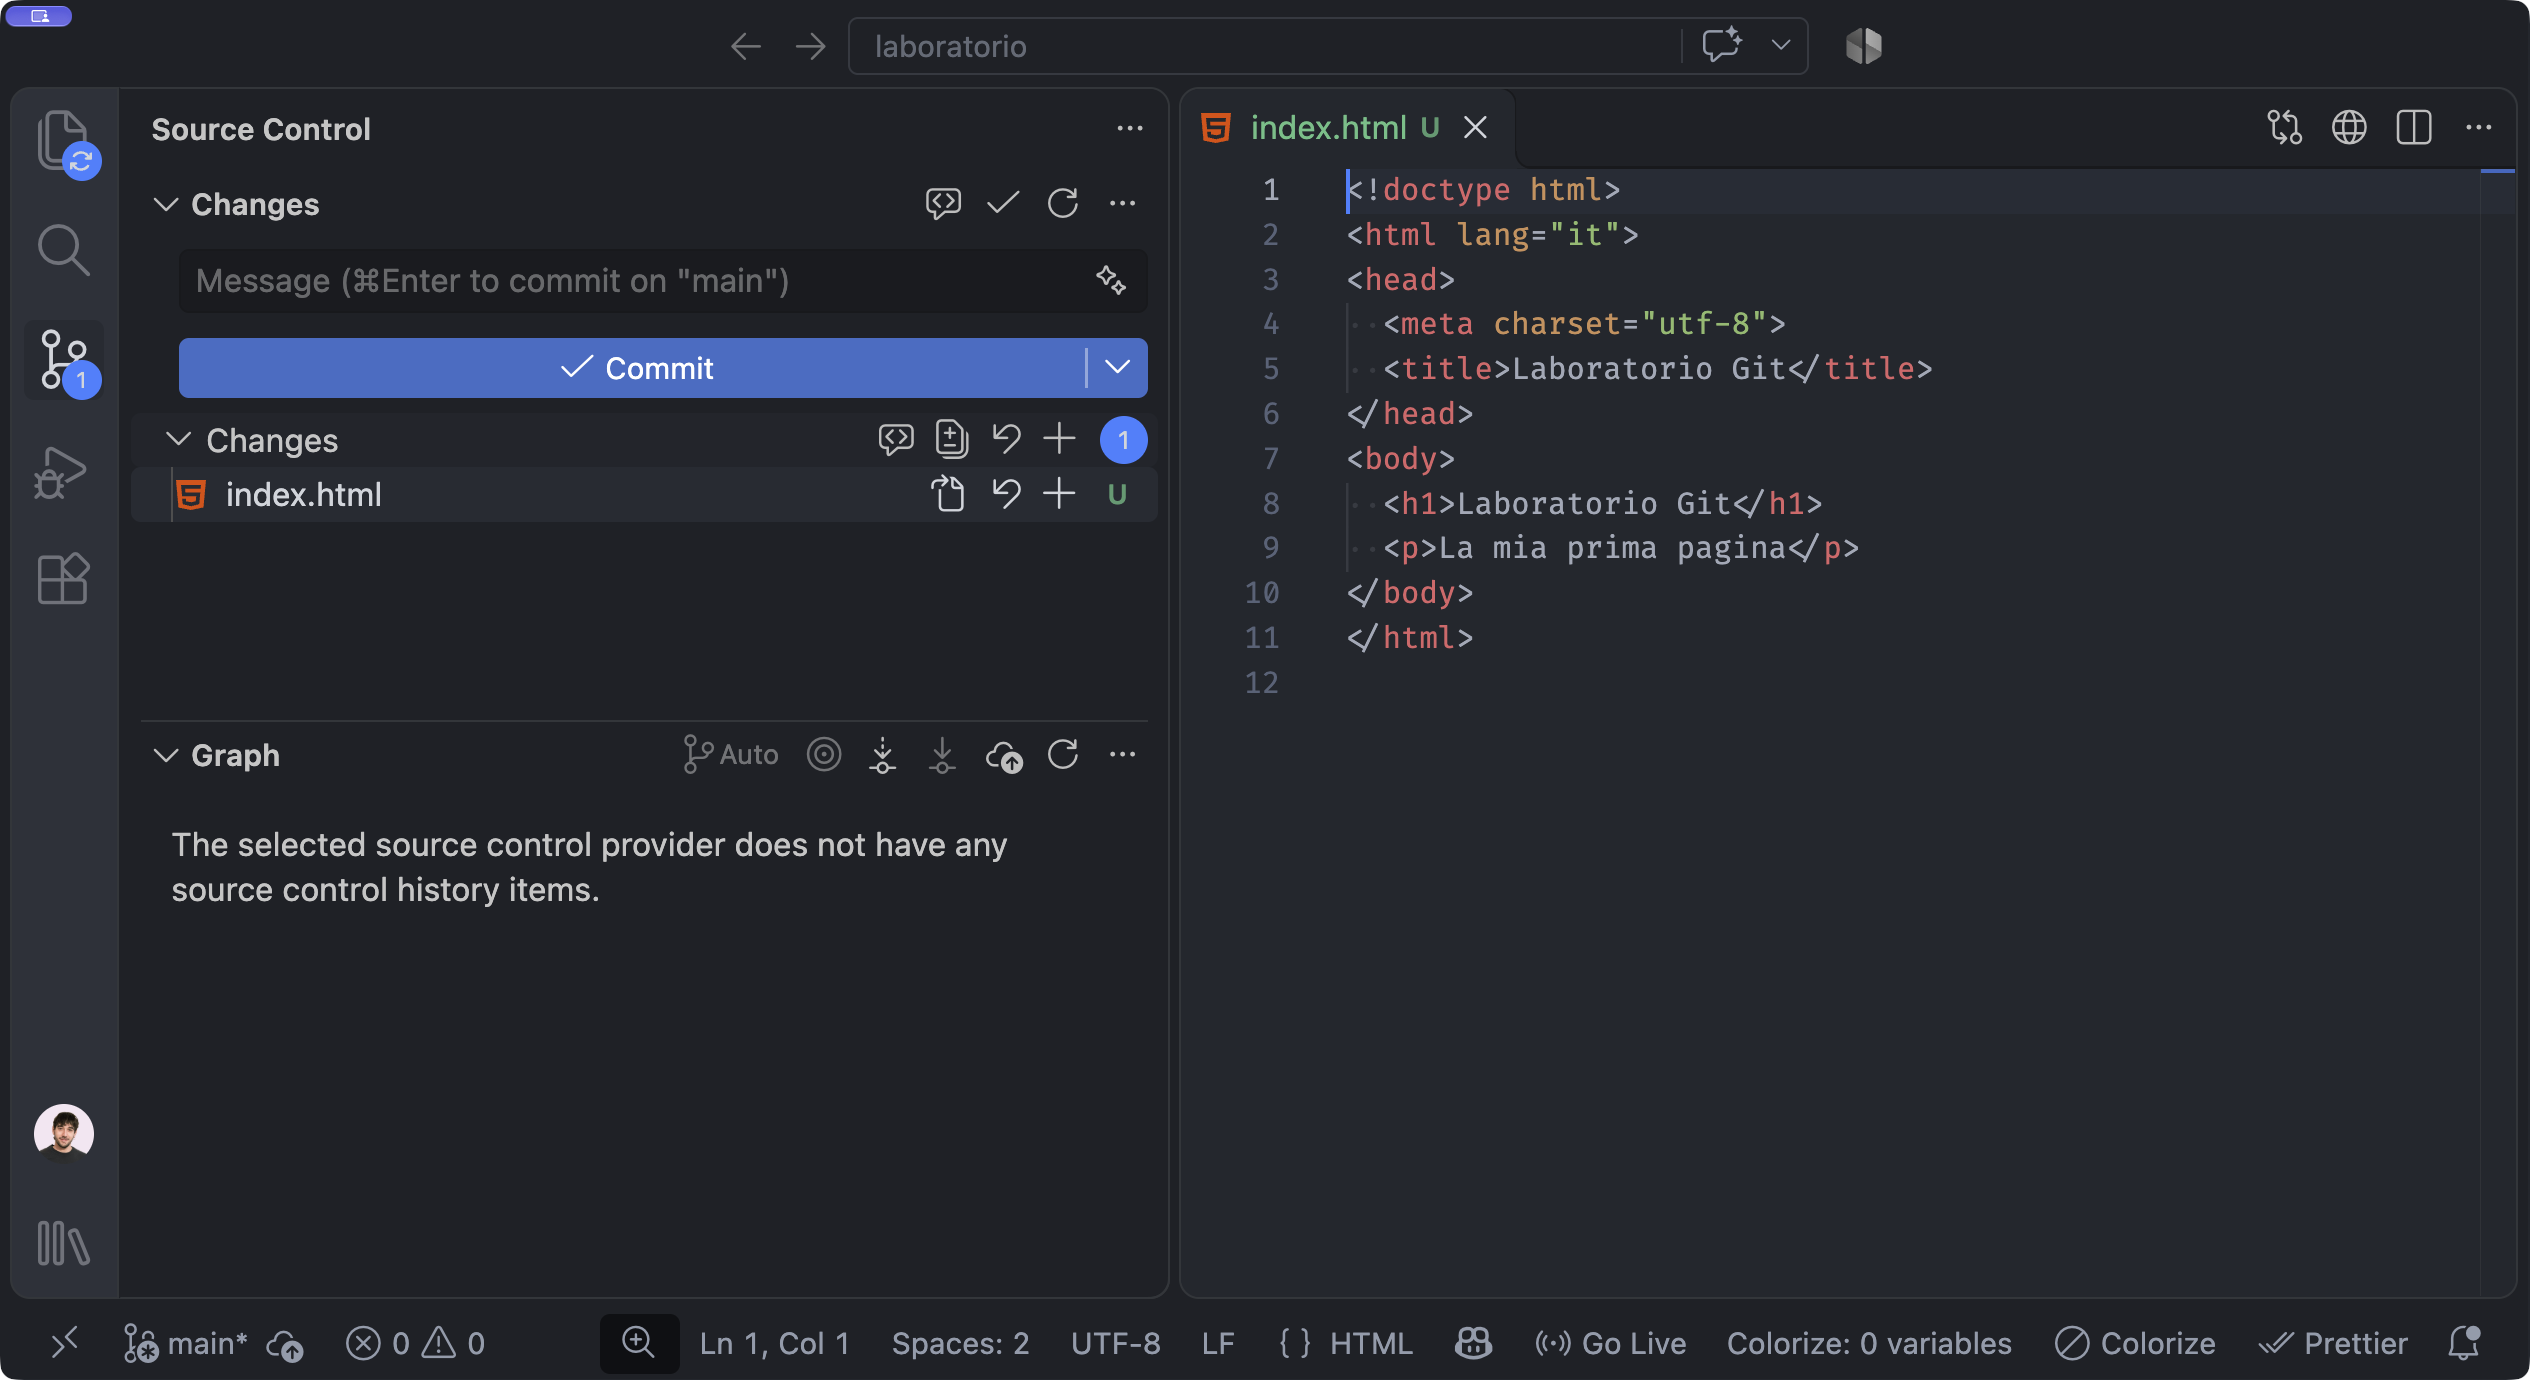 laboratorio
Source Control
Changes
Message (⌘Enter to commit on "main")
Commit
Changes
1
index.html
U
1
Graph
Auto
The selected source control provider does not have any
source control history items.
index.html U
1 <!doctype html>
2 <html lang="it">
3 <head>
4 <meta charset="utf-8">
5 <title>Laboratorio Git</title>
6 </head>
7 <body>
8 <h1>Laboratorio Git</h1>
9 <p>La mia prima pagina</p>
10 </body>
11 </html>
12
main* 0 0 Ln 1, Col 1 Spaces: 2 UTF-8 LF { } HTML Go Live Colorize: 0 variables Colorize Prettier